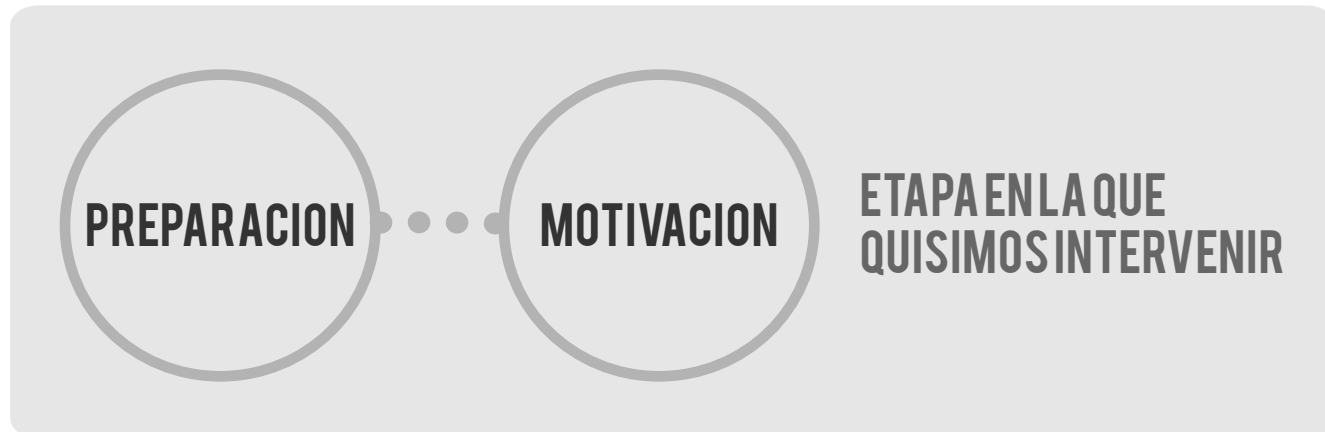 PREPARACION
MOTIVACION
ETAPA EN LA QUE
QUISIMOS INTERVENIR